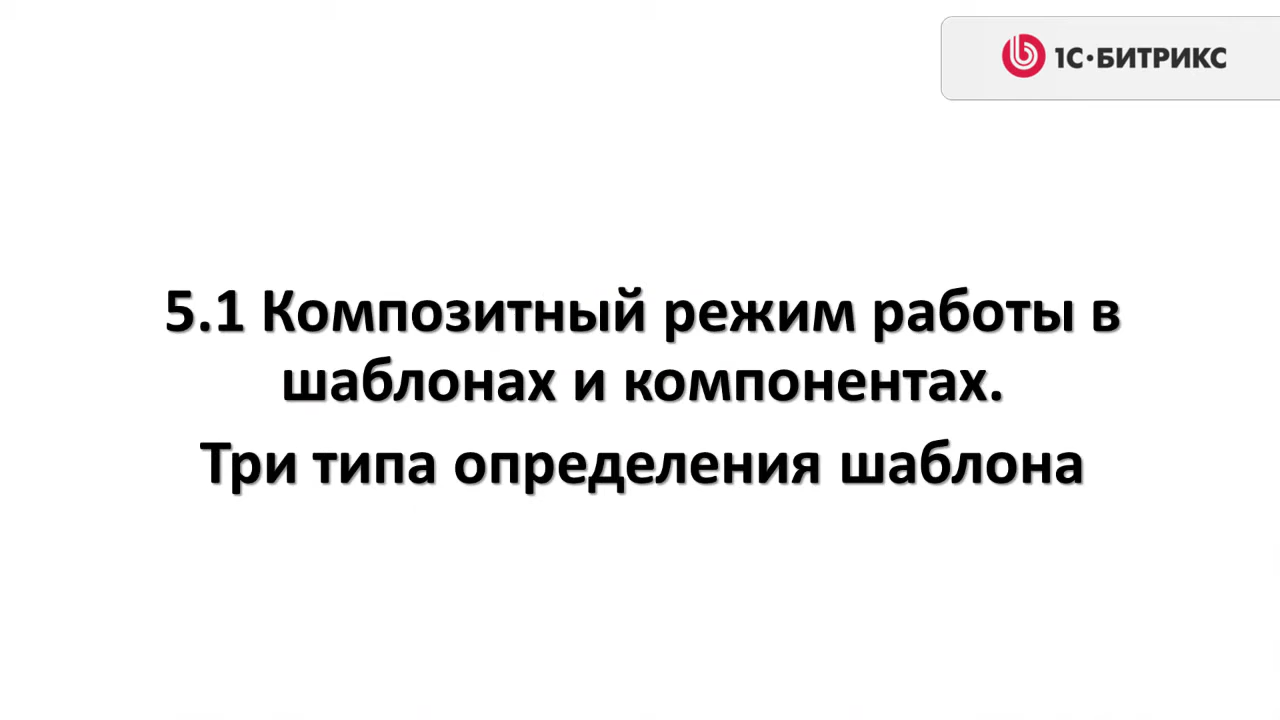 1С·БИТРИКС
5.1 Композитный режим работы в
шаблонах и компонентах.
Три типа определения шаблона